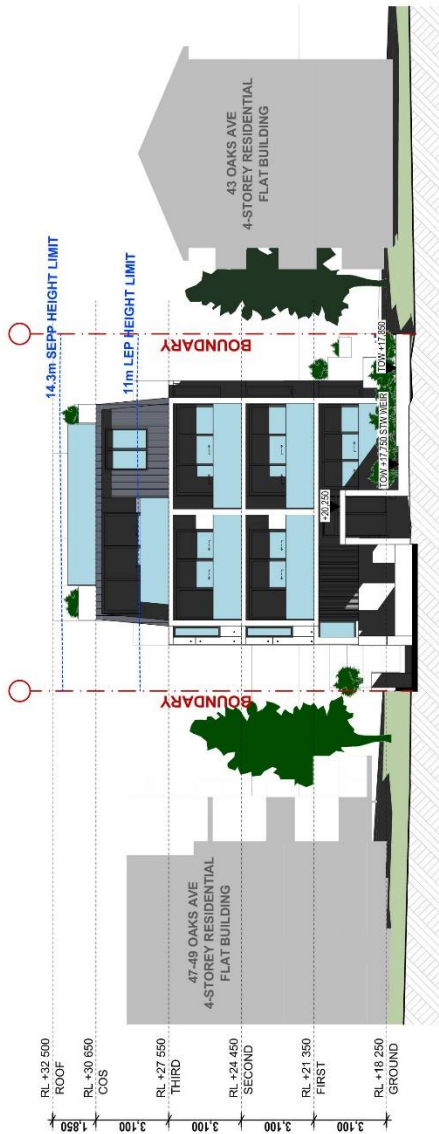 14.3m SEPP HEIGHT LIMIT
11m LEP HEIGHT LIMIT
BOUNDARY
BOUNDARY
43 OAKS AVE
4-STOREY RESIDENTIAL
FLAT BUILDING
47-49 OAKS AVE
4-STOREY RESIDENTIAL
FLAT BUILDING
+20,250
TOW +17,750 STW WEIR
TOW +17,850
RL +32 500
ROOF
1,850
RL +30 650
COS
3,100
RL +27 550
THIRD
3,100
RL +24 450
SECOND
3,100
RL +21 350
FIRST
3,100
RL +18 250
GROUND